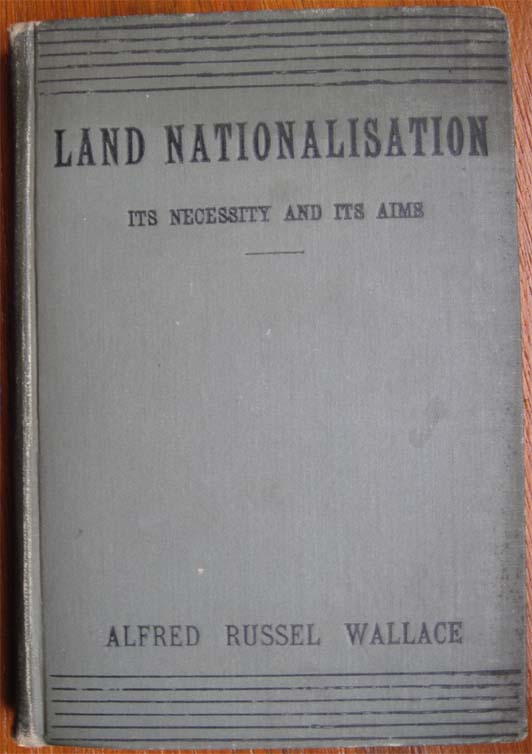 LAND NATIONALISATION
ITS NECESSITY AND ITS AIMS
ALFRED RUSSEL WALLACE